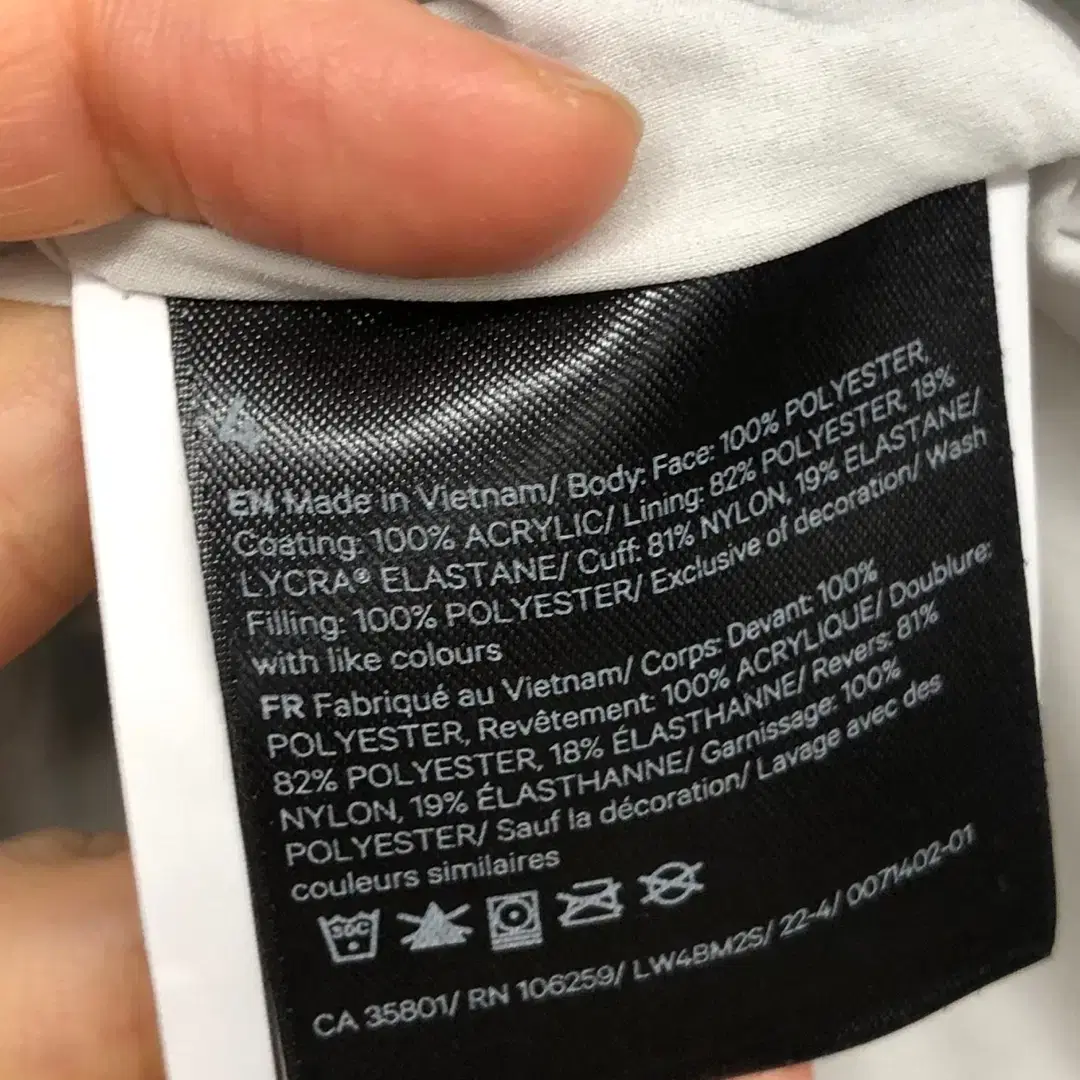 EN Made in Vietnam/ Body: Face: 100% POLYESTER,
Coating: 100% ACRYLIC/ Lining: 82% POLYESTER, 18%
LYCRA® ELASTANE/ Cuff: 81% NYLON, 19% ELASTANE/
Filling: 100% POLYESTER/ Exclusive of decoration/ Wash
with like colours
FR Fabriqué au Vietnam/ Corps: Devant: 100%
POLYESTER, Revêtement: 100% ACRYLIQUE/ Doublure:
82% POLYESTER, 18% ÉLASTHANNE/ Revers: 81%
NYLON, 19% ÉLASTHANNE/ Garnissage: 100%
POLYESTER/ Sauf la décoration/ Lavage avec des
couleurs similaires
30C
CA 35801/ RN 106259/ LW4BM2S/ 22-4/ 0071402-01